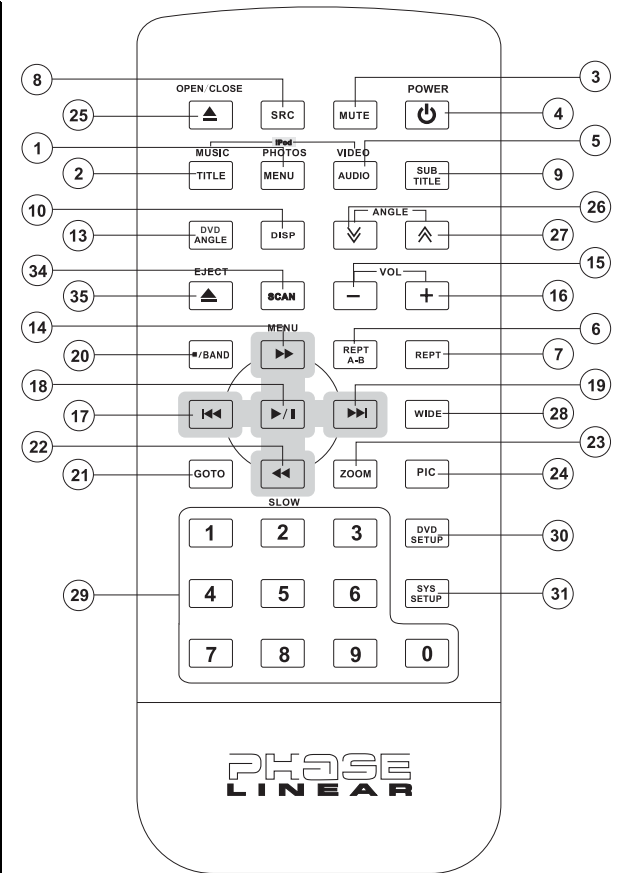 8 3
OPEN/CLOSE POWER
25 SRC MUTE 4
iPod
1 MUSIC PHOTOS VIDEO 5
2 TITLE MENU AUDIO SUB TITLE 9
10 ANGLE 26
13 DVD ANGLE DISP 27
34 EJECT VOL 15
35 SCAN − + 16
14 MENU 6
20 ■/BAND REPT A-B REPT 7
18 19
17 WIDE 28
22 23
21 GOTO ZOOM PIC 24
SLOW
1 2 3 DVD SETUP 30
29 4 5 6 SYS SETUP 31
7 8 9 0
PHASE
LINEAR